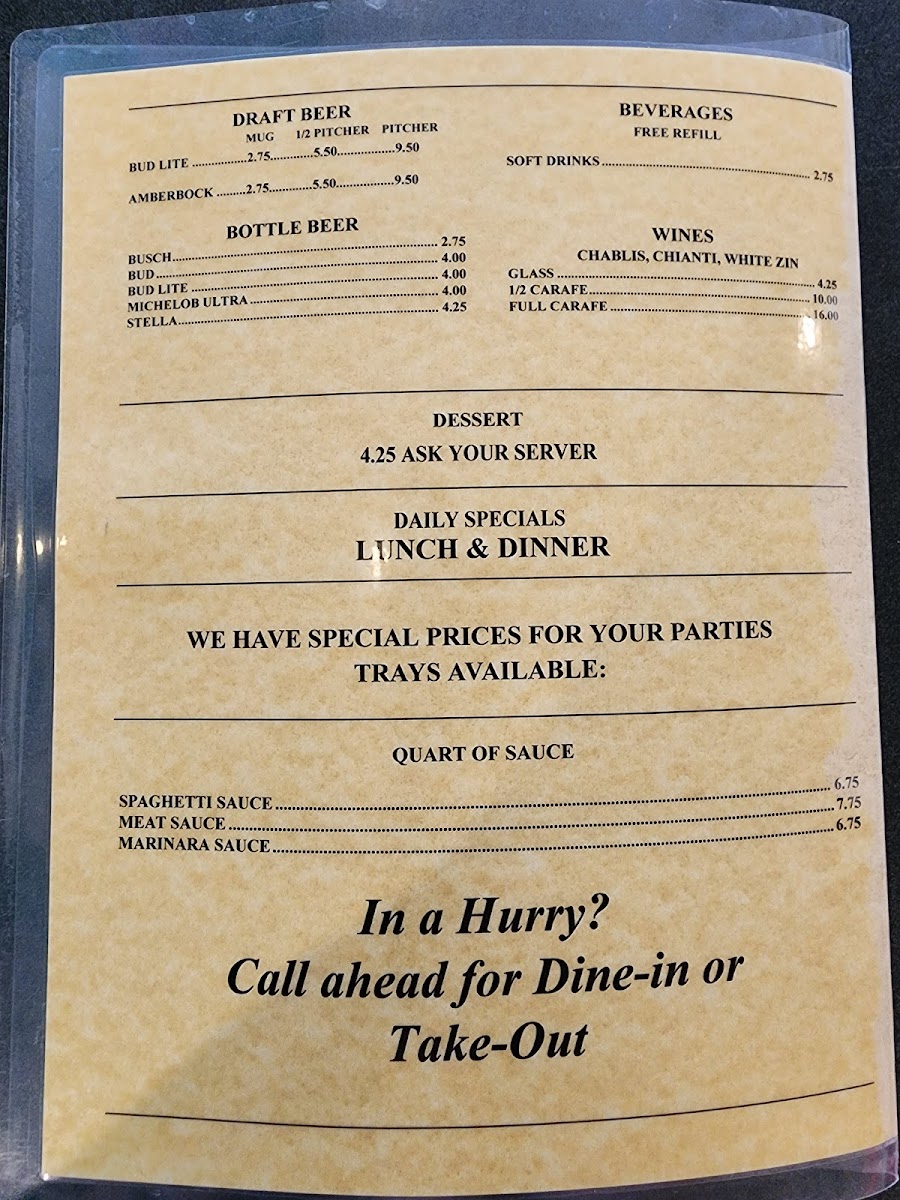 DRAFT BEER
MUG 1/2 PITCHER PITCHER
BUD LITE ..............2.75............5.50................9.50
AMBERBOCK ........2.75............5.50................9.50
BOTTLE BEER
BUSCH........................................ 2.75
BUD........................................ 4.00
BUD LITE ........................................ 4.00
MICHELOB ULTRA ........................................ 4.00
STELLA........................................ 4.25
BEVERAGES
FREE REFILL
SOFT DRINKS........................................ 2.75
WINES
CHABLIS, CHIANTI, WHITE ZIN
GLASS ........................................ 4.25
1/2 CARAFE........................................ 10.00
FULL CARAFE ........................................ 16.00
DESSERT
4.25 ASK YOUR SERVER
DAILY SPECIALS
LUNCH & DINNER
WE HAVE SPECIAL PRICES FOR YOUR PARTIES
TRAYS AVAILABLE:
QUART OF SAUCE
SPAGHETTI SAUCE ........................................ 6.75
MEAT SAUCE ........................................ 7.75
MARINARA SAUCE ........................................ 6.75
In a Hurry?
Call ahead for Dine-in or
Take-Out